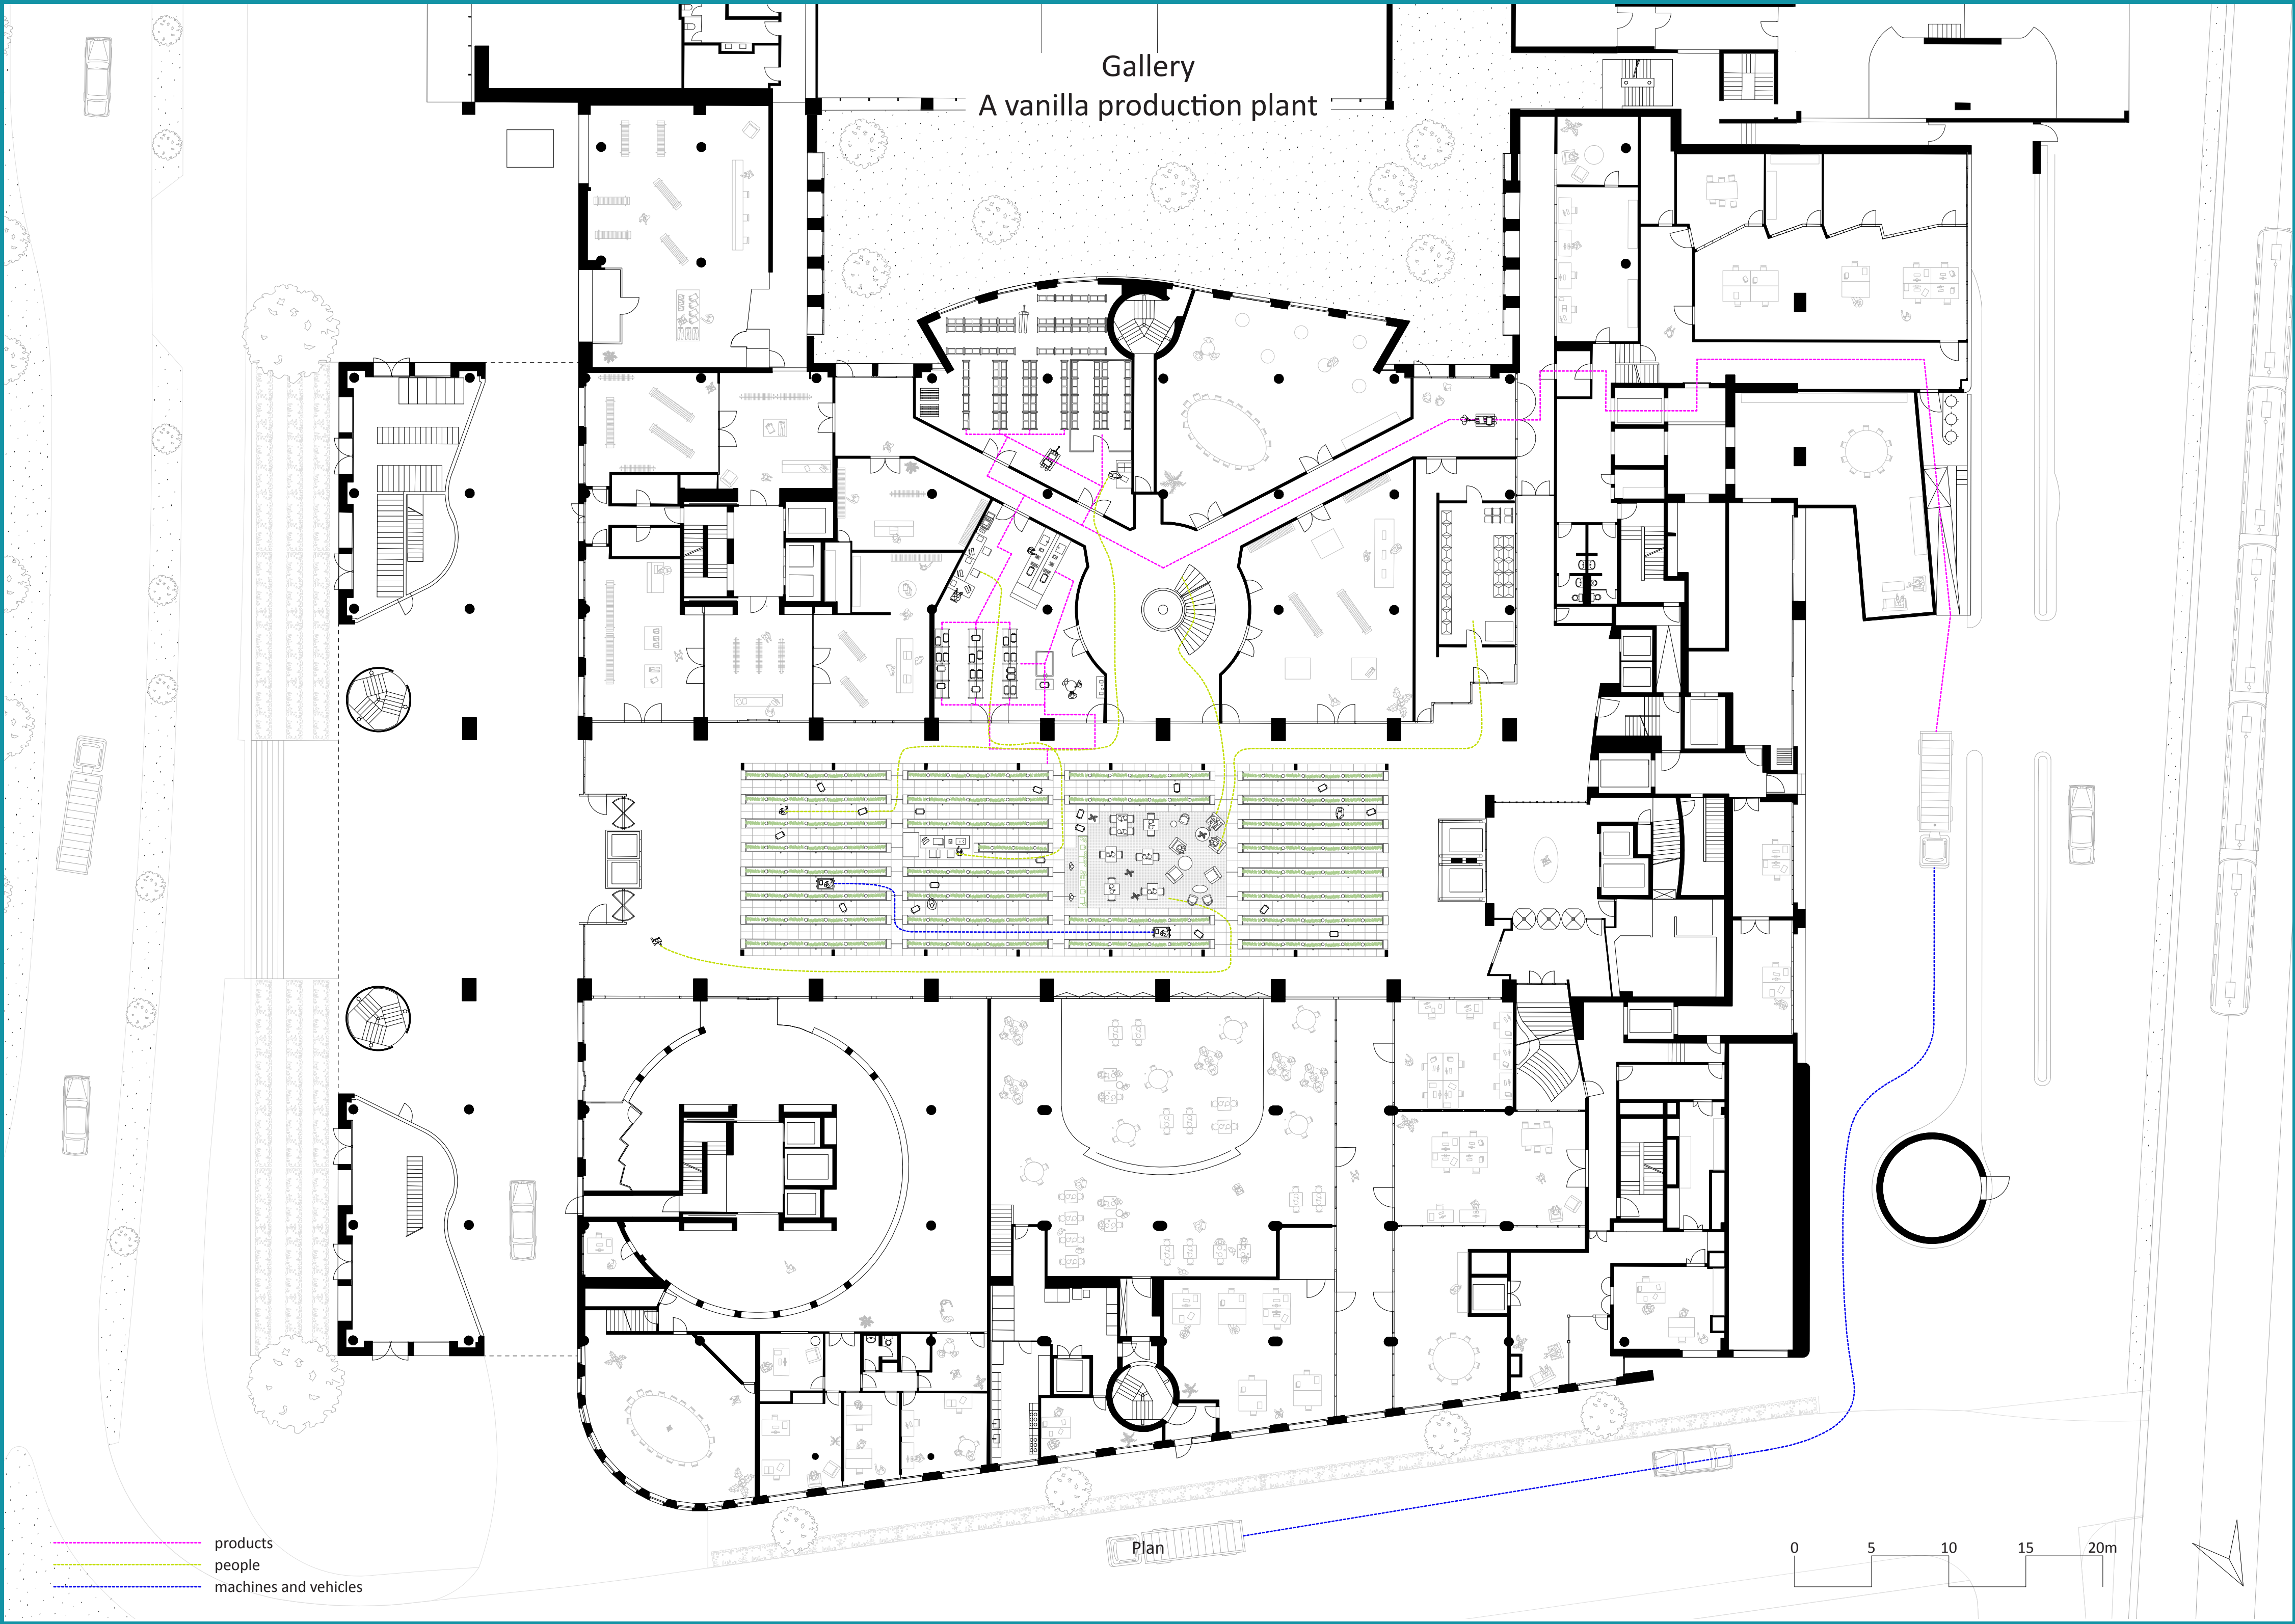 Gallery
A vanilla production plant
products
people
machines and vehicles
Plan
0 5 10 15 20m